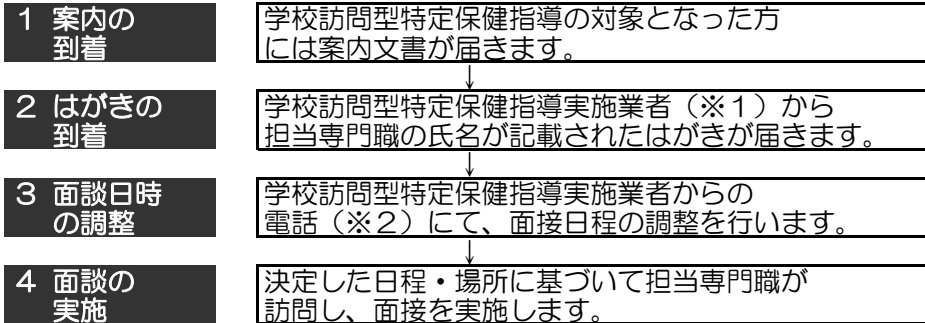 1 案内の
到着
学校訪問型特定保健指導の対象となった方
には案内文書が届きます。
↓
2 はがきの
到着
学校訪問型特定保健指導実施業者（※１）から
担当専門職の氏名が記載されたはがきが届きます。
↓
3 面談日時
の調整
学校訪問型特定保健指導実施業者からの
電話（※２）にて、面接日程の調整を行います。
↓
4 面談の
実施
決定した日程・場所に基づいて担当専門職が
訪問し、面接を実施します。